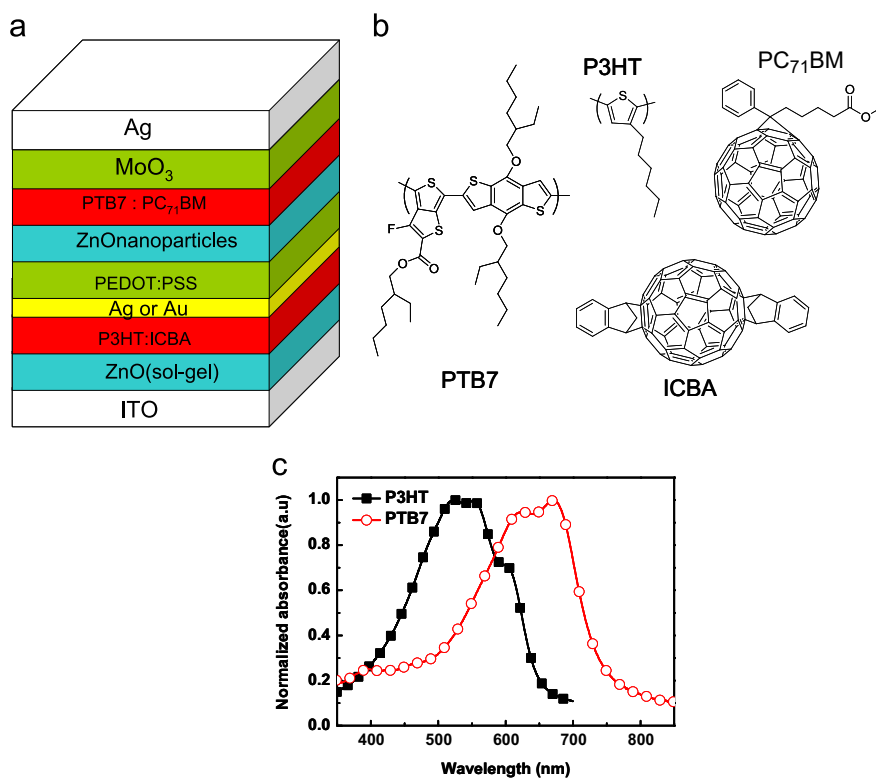 a
Ag
MoO3
PTB7 : PC71BM
ZnOnanoparticles
PEDOT:PSS
Ag or Au
P3HT:ICBA
ZnO(sol-gel)
ITO
b
P3HT
PC71BM
S
O
O
S
S
( )
S
F
S
S
O
O
O
( )
PTB7
ICBA
c
P3HT
PTB7
Normalized absorbance(a.u)
1.0
0.8
0.6
0.4
0.2
0.0
400 500 600 700 800
Wavelength (nm)